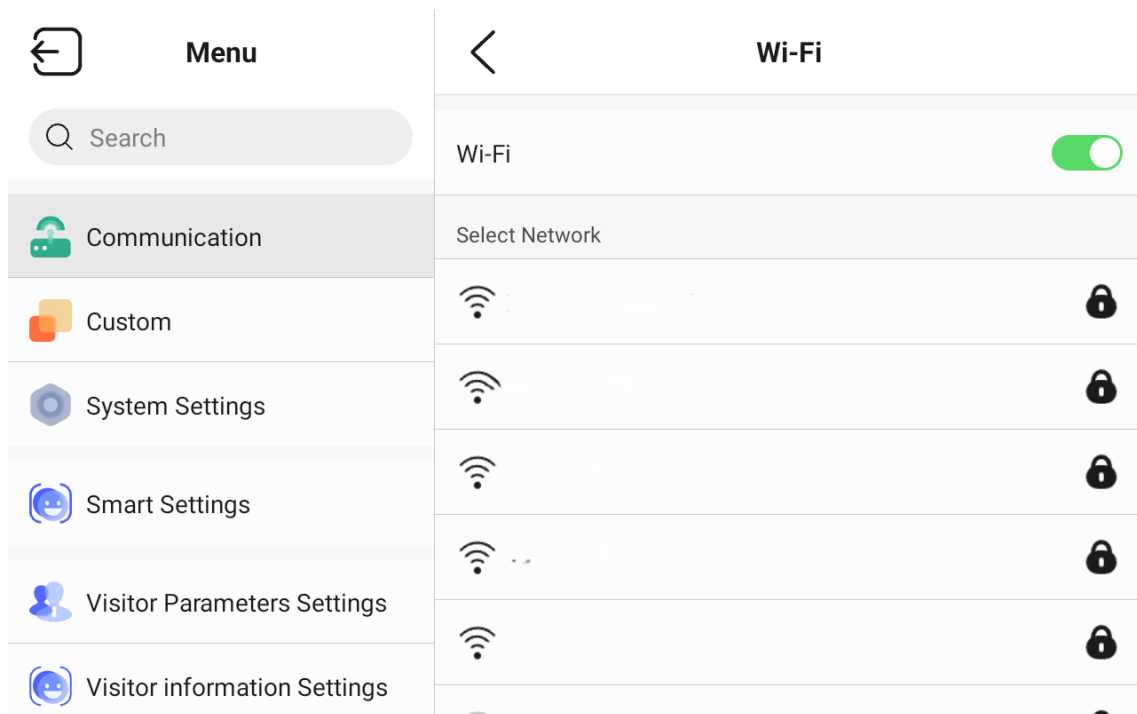 Menu
Search
Communication
Custom
System Settings
Smart Settings
Visitor Parameters Settings
Visitor information Settings
Wi-Fi
Wi-Fi
Select Network